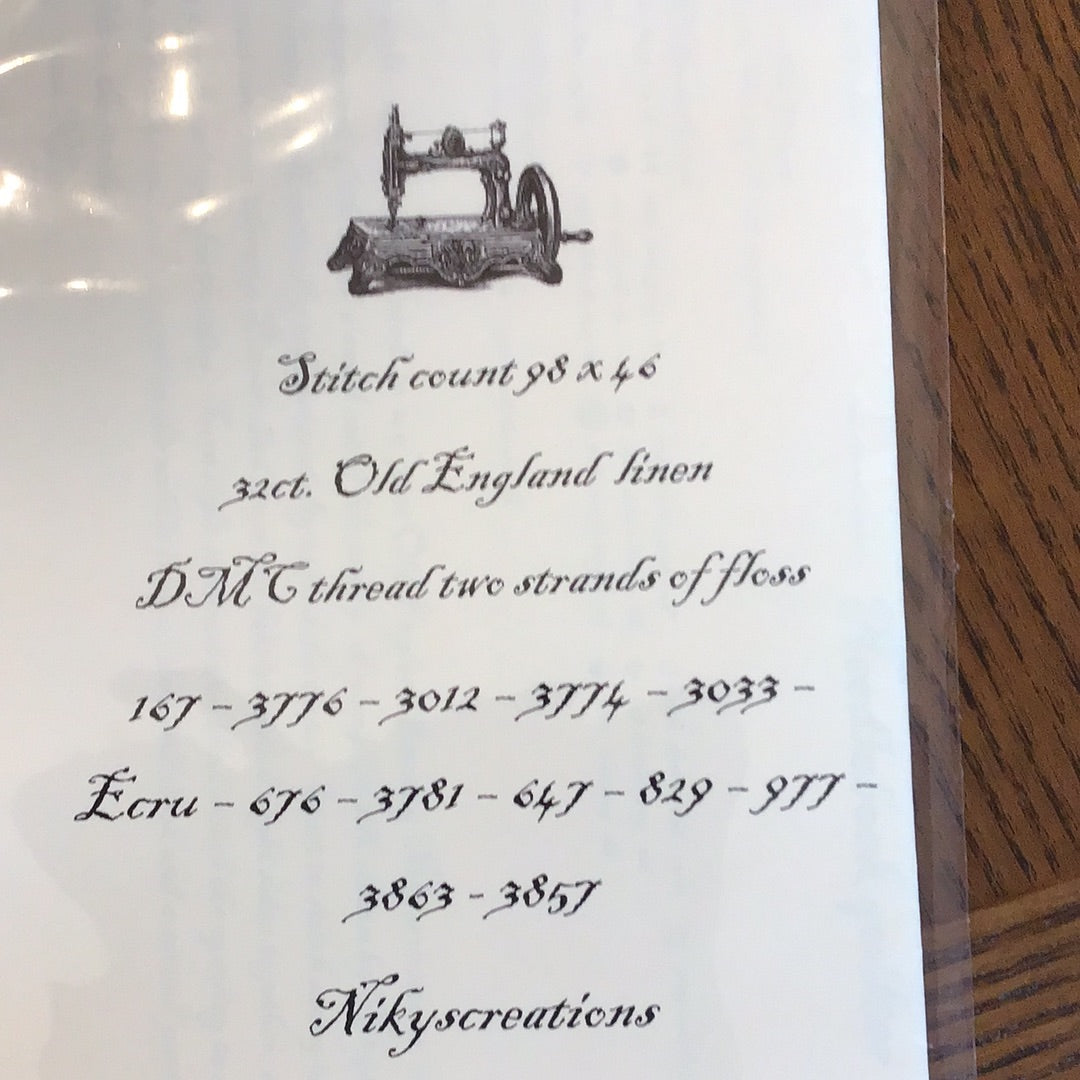 Stitch count 98 x 46
32ct. Old England linen
DMC thread two strands of floss
167 - 3776 - 3012 - 3774 - 3033 -
Ecru - 676 - 3781 - 647 - 829 - 977 -
3863 - 3857
Nikyscreations